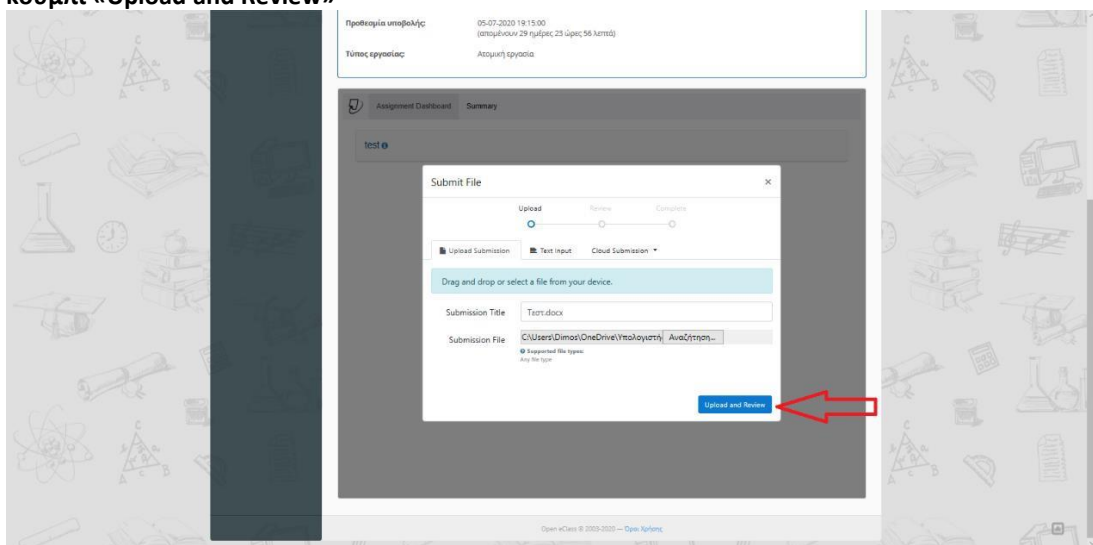 κουμπί «Upload and Review»
Προθεσμία υποβολής: 05-07-2020 19:15:00
(απομένουν 29 ημέρες 23 ώρες 56 λεπτά)
Τύπος εργασίας: Ατομική εργασία
Assignment Dashboard Summary
test
Submit File ×
Upload Review Complete
Upload Submission Text Input Cloud Submission
Drag and drop or select a file from your device.
Submission Title Τεστ.docx
Submission File C:\Users\Dimos\OneDrive\Υπολογιστή Αναζήτηση...
Supported file types:
Any file type
Upload and Review
Open eClass © 2003-2020 — Όροι Χρήσης